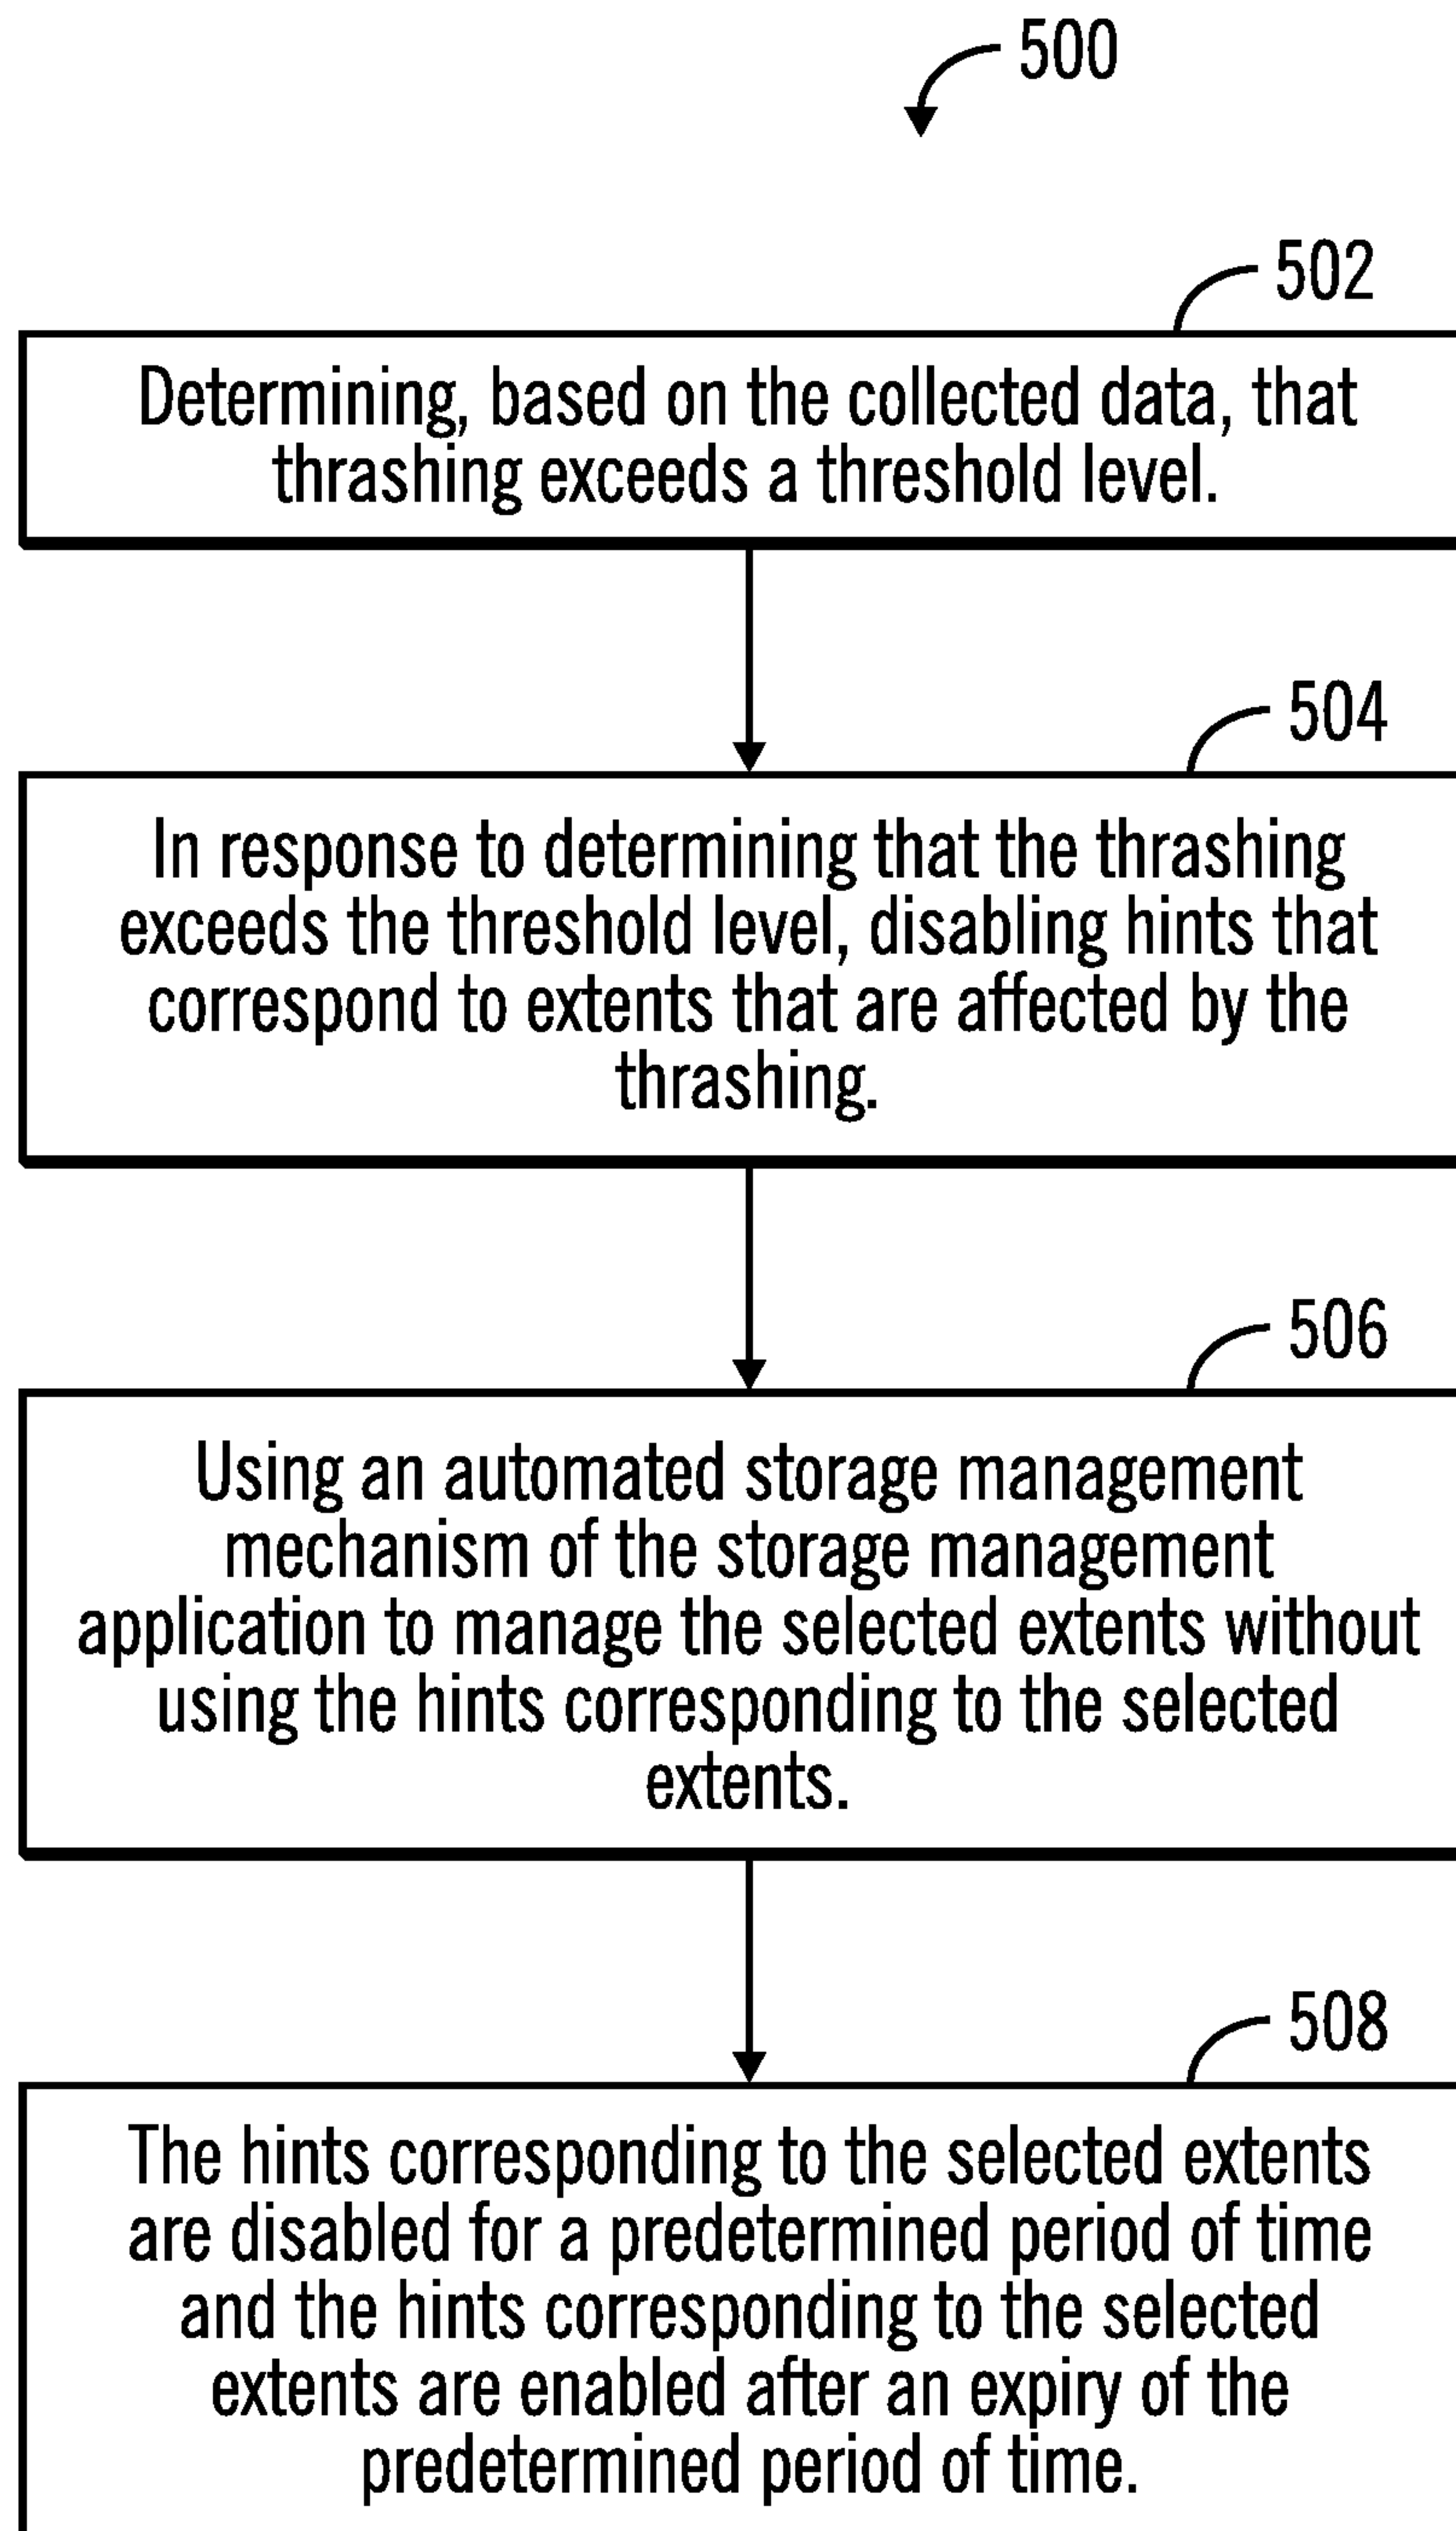 500
502
Determining, based on the collected data, that
thrashing exceeds a threshold level.
504
In response to determining that the thrashing
exceeds the threshold level, disabling hints that
correspond to extents that are affected by the
thrashing.
506
Using an automated storage management
mechanism of the storage management
application to manage the selected extents without
using the hints corresponding to the selected
extents.
508
The hints corresponding to the selected extents
are disabled for a predetermined period of time
and the hints corresponding to the selected
extents are enabled after an expiry of the
predetermined period of time.